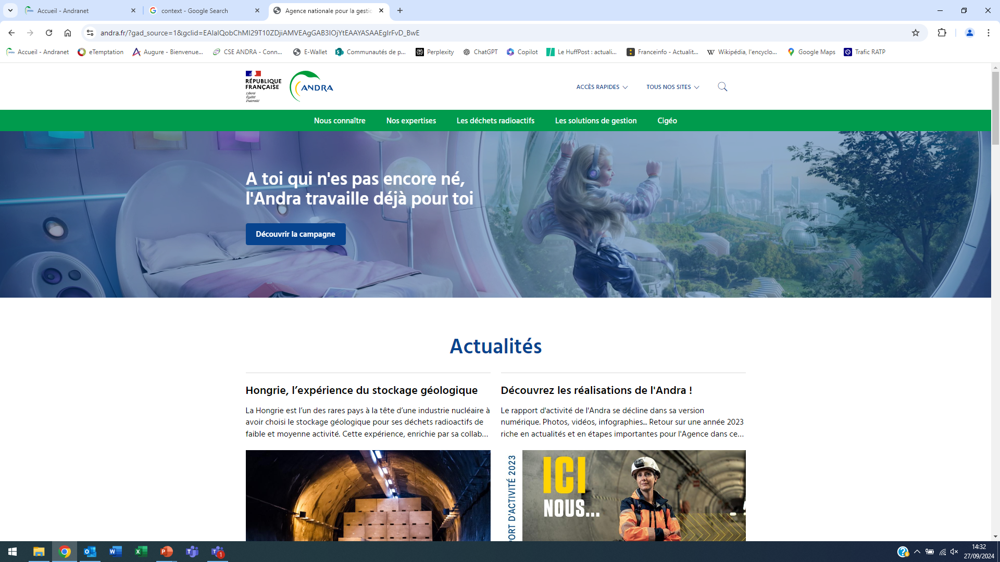 Accueil - Andranet
context - Google Search
Agence nationale pour la gestic
andra.fr/?gad_source=1&gclid=EAIaIQobChMI29T10ZDjiAMVEAgGAB3IOjYtEAAYASAAEgIrFvD_BwE
Accueil - Andranet
eTemptation
Augure - Bienvenue...
CSE ANDRA - Conn...
E-Wallet
Communautés de p...
Perplexity
ChatGPT
Copilot
Le HuffPost : actuali...
Franceinfo - Actualit...
Wikipédia, l'encyclo...
Google Maps
Trafic RATP
RÉPUBLIQUE
FRANÇAISE
Liberté
Égalité
Fraternité
ANDRA
ACCÈS RAPIDES
TOUS NOS SITES
Nous connaître
Nos expertises
Les déchets radioactifs
Les solutions de gestion
Cigéo
A toi qui n'es pas encore né,
l'Andra travaille déjà pour toi
Découvrir la campagne
Actualités
Hongrie, l’expérience du stockage géologique
La Hongrie est l’un des rares pays à la tête d’une industrie nucléaire à
avoir choisi le stockage géologique pour ses déchets radioactifs de
faible et moyenne activité. Cette expérience, enrichie par sa collab...
Découvrez les réalisations de l'Andra !
Le rapport d'activité de l'Andra se décline dans sa version
numérique. Photos, vidéos, infographies... Retour sur une année 2023
riche en actualités et en étapes importantes pour l'Agence dans ce...
PORT D'ACTIVITÉ 2023
ICI
NOUS...
1
14:32
27/09/2024